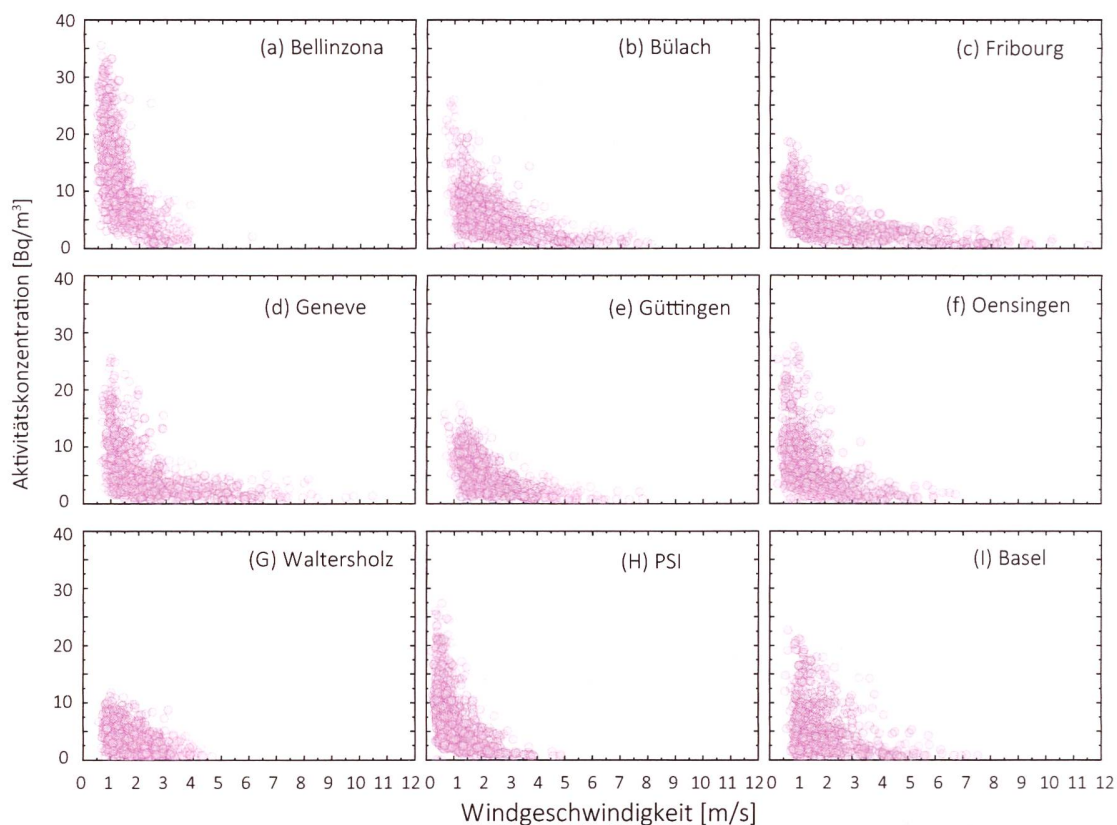 Aktivitätskonzentration [Bq/m³]
40 (a) Bellinzona (b) Bülach (c) Fribourg
30
20
10
0
40 (d) Geneve (e) Güttingen (f) Oensingen
30
20
10
0
40 (G) Waltersholz (H) PSI (I) Basel
30
20
10
0
0 1 2 3 4 5 6 7 8 9 10 11 12 1 2 3 4 5 6 7 8 9 10 11 12 1 2 3 4 5 6 7 8 9 10 11 12
Windgeschwindigkeit [m/s]